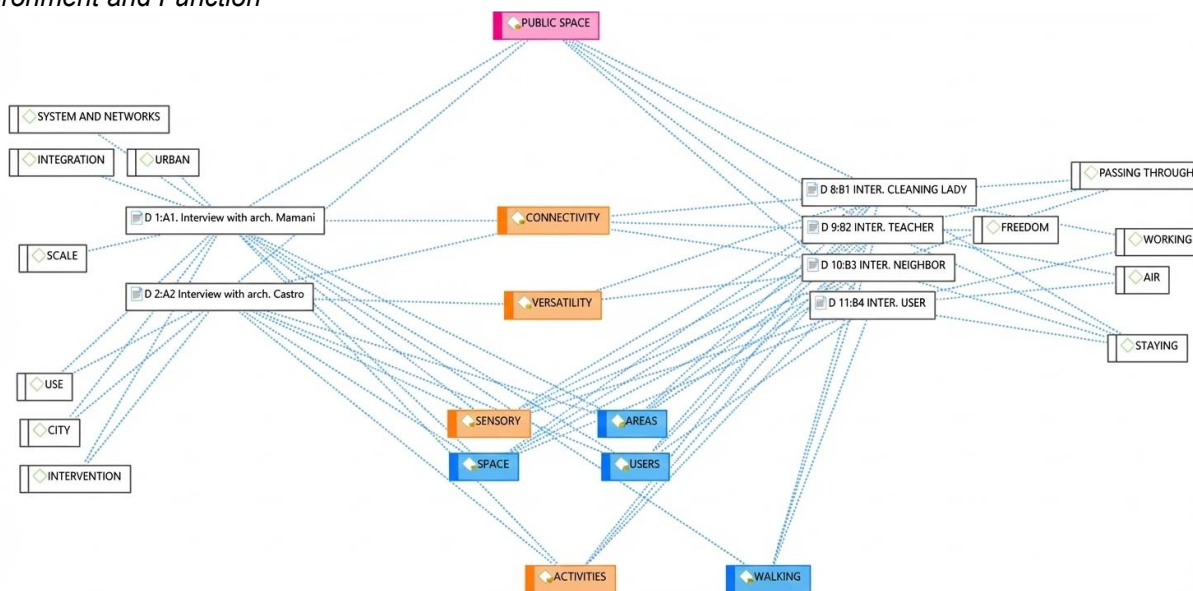 ronment and Function
PUBLIC SPACE
SYSTEM AND NETWORKS
INTEGRATION
URBAN
PASSING THROUGH
D 8:B1 INTER. CLEANING LADY
D 1:A1. Interview with arch. Mamani
CONNECTIVITY
D 9:B2 INTER. TEACHER
FREEDOM
WORKING
SCALE
D 10:B3 INTER. NEIGHBOR
AIR
D 2:A2 Interview with arch. Castro
VERSATILITY
D 11:B4 INTER. USER
STAYING
USE
SENSORY
AREAS
CITY
SPACE
USERS
INTERVENTION
ACTIVITIES
WALKING